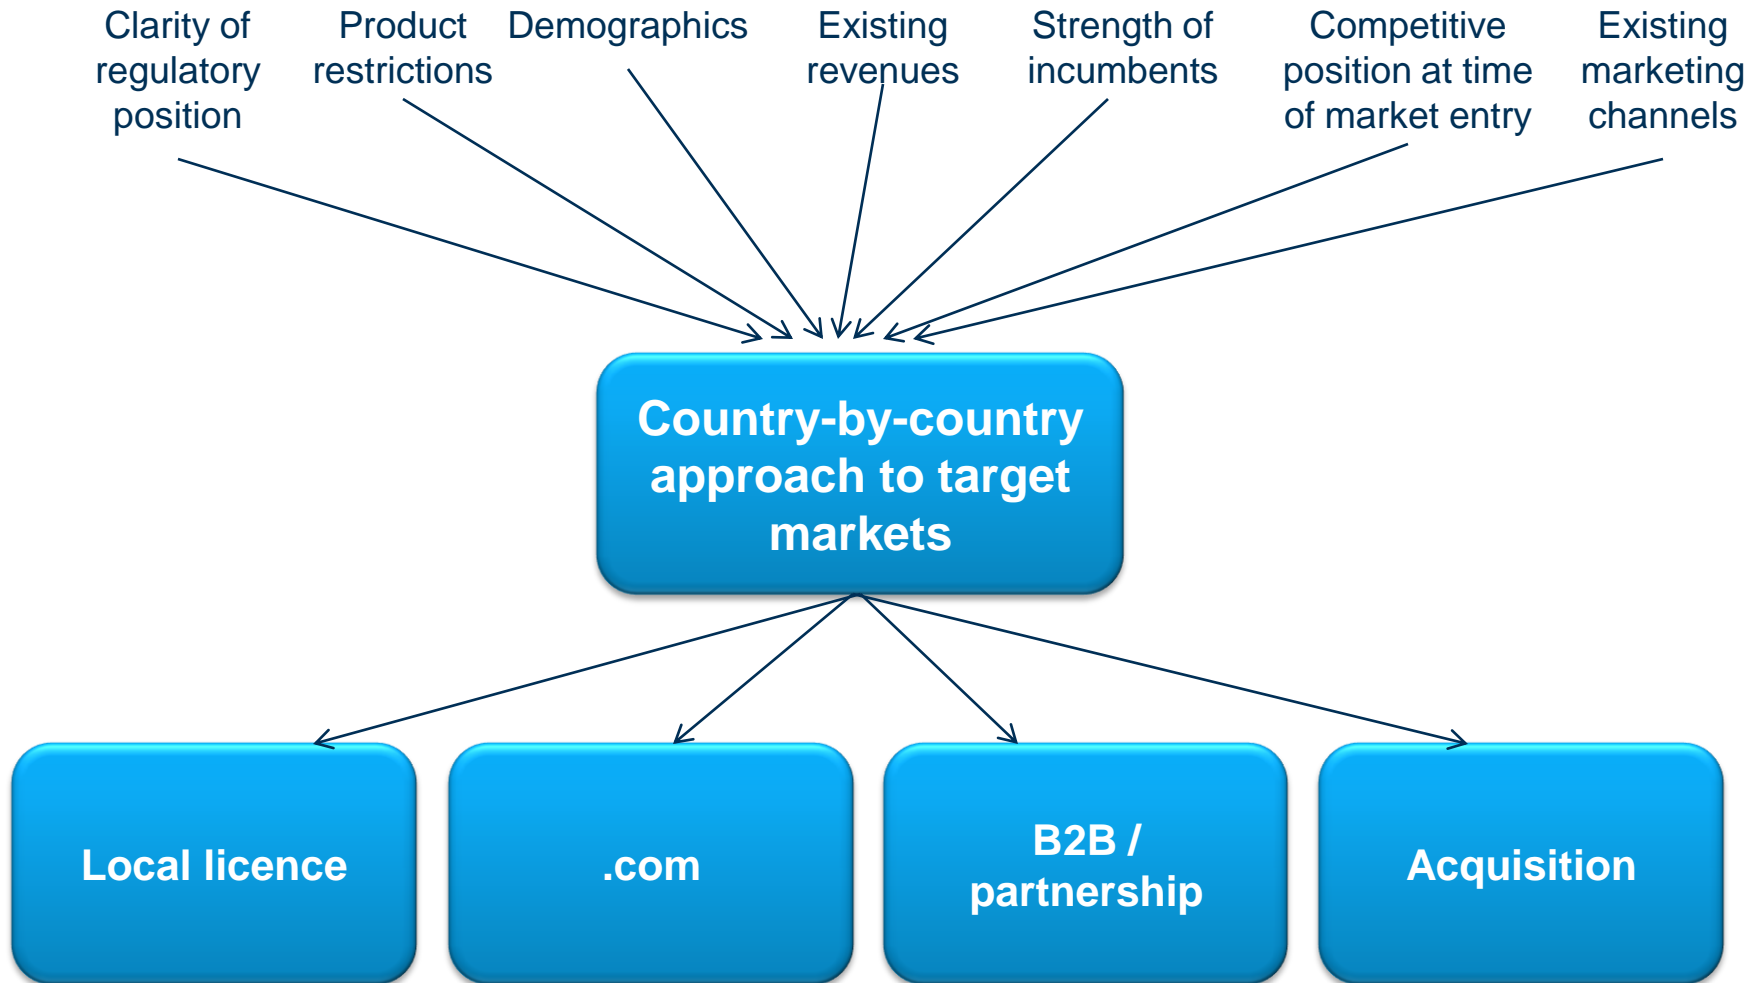 Clarity of
regulatory
position
Product
restrictions
Demographics
Existing
revenues
Strength of
incumbents
Competitive
position at time
of market entry
Existing
marketing
channels
Country-by-country
approach to target
markets
Local licence
.com
B2B /
partnership
Acquisition